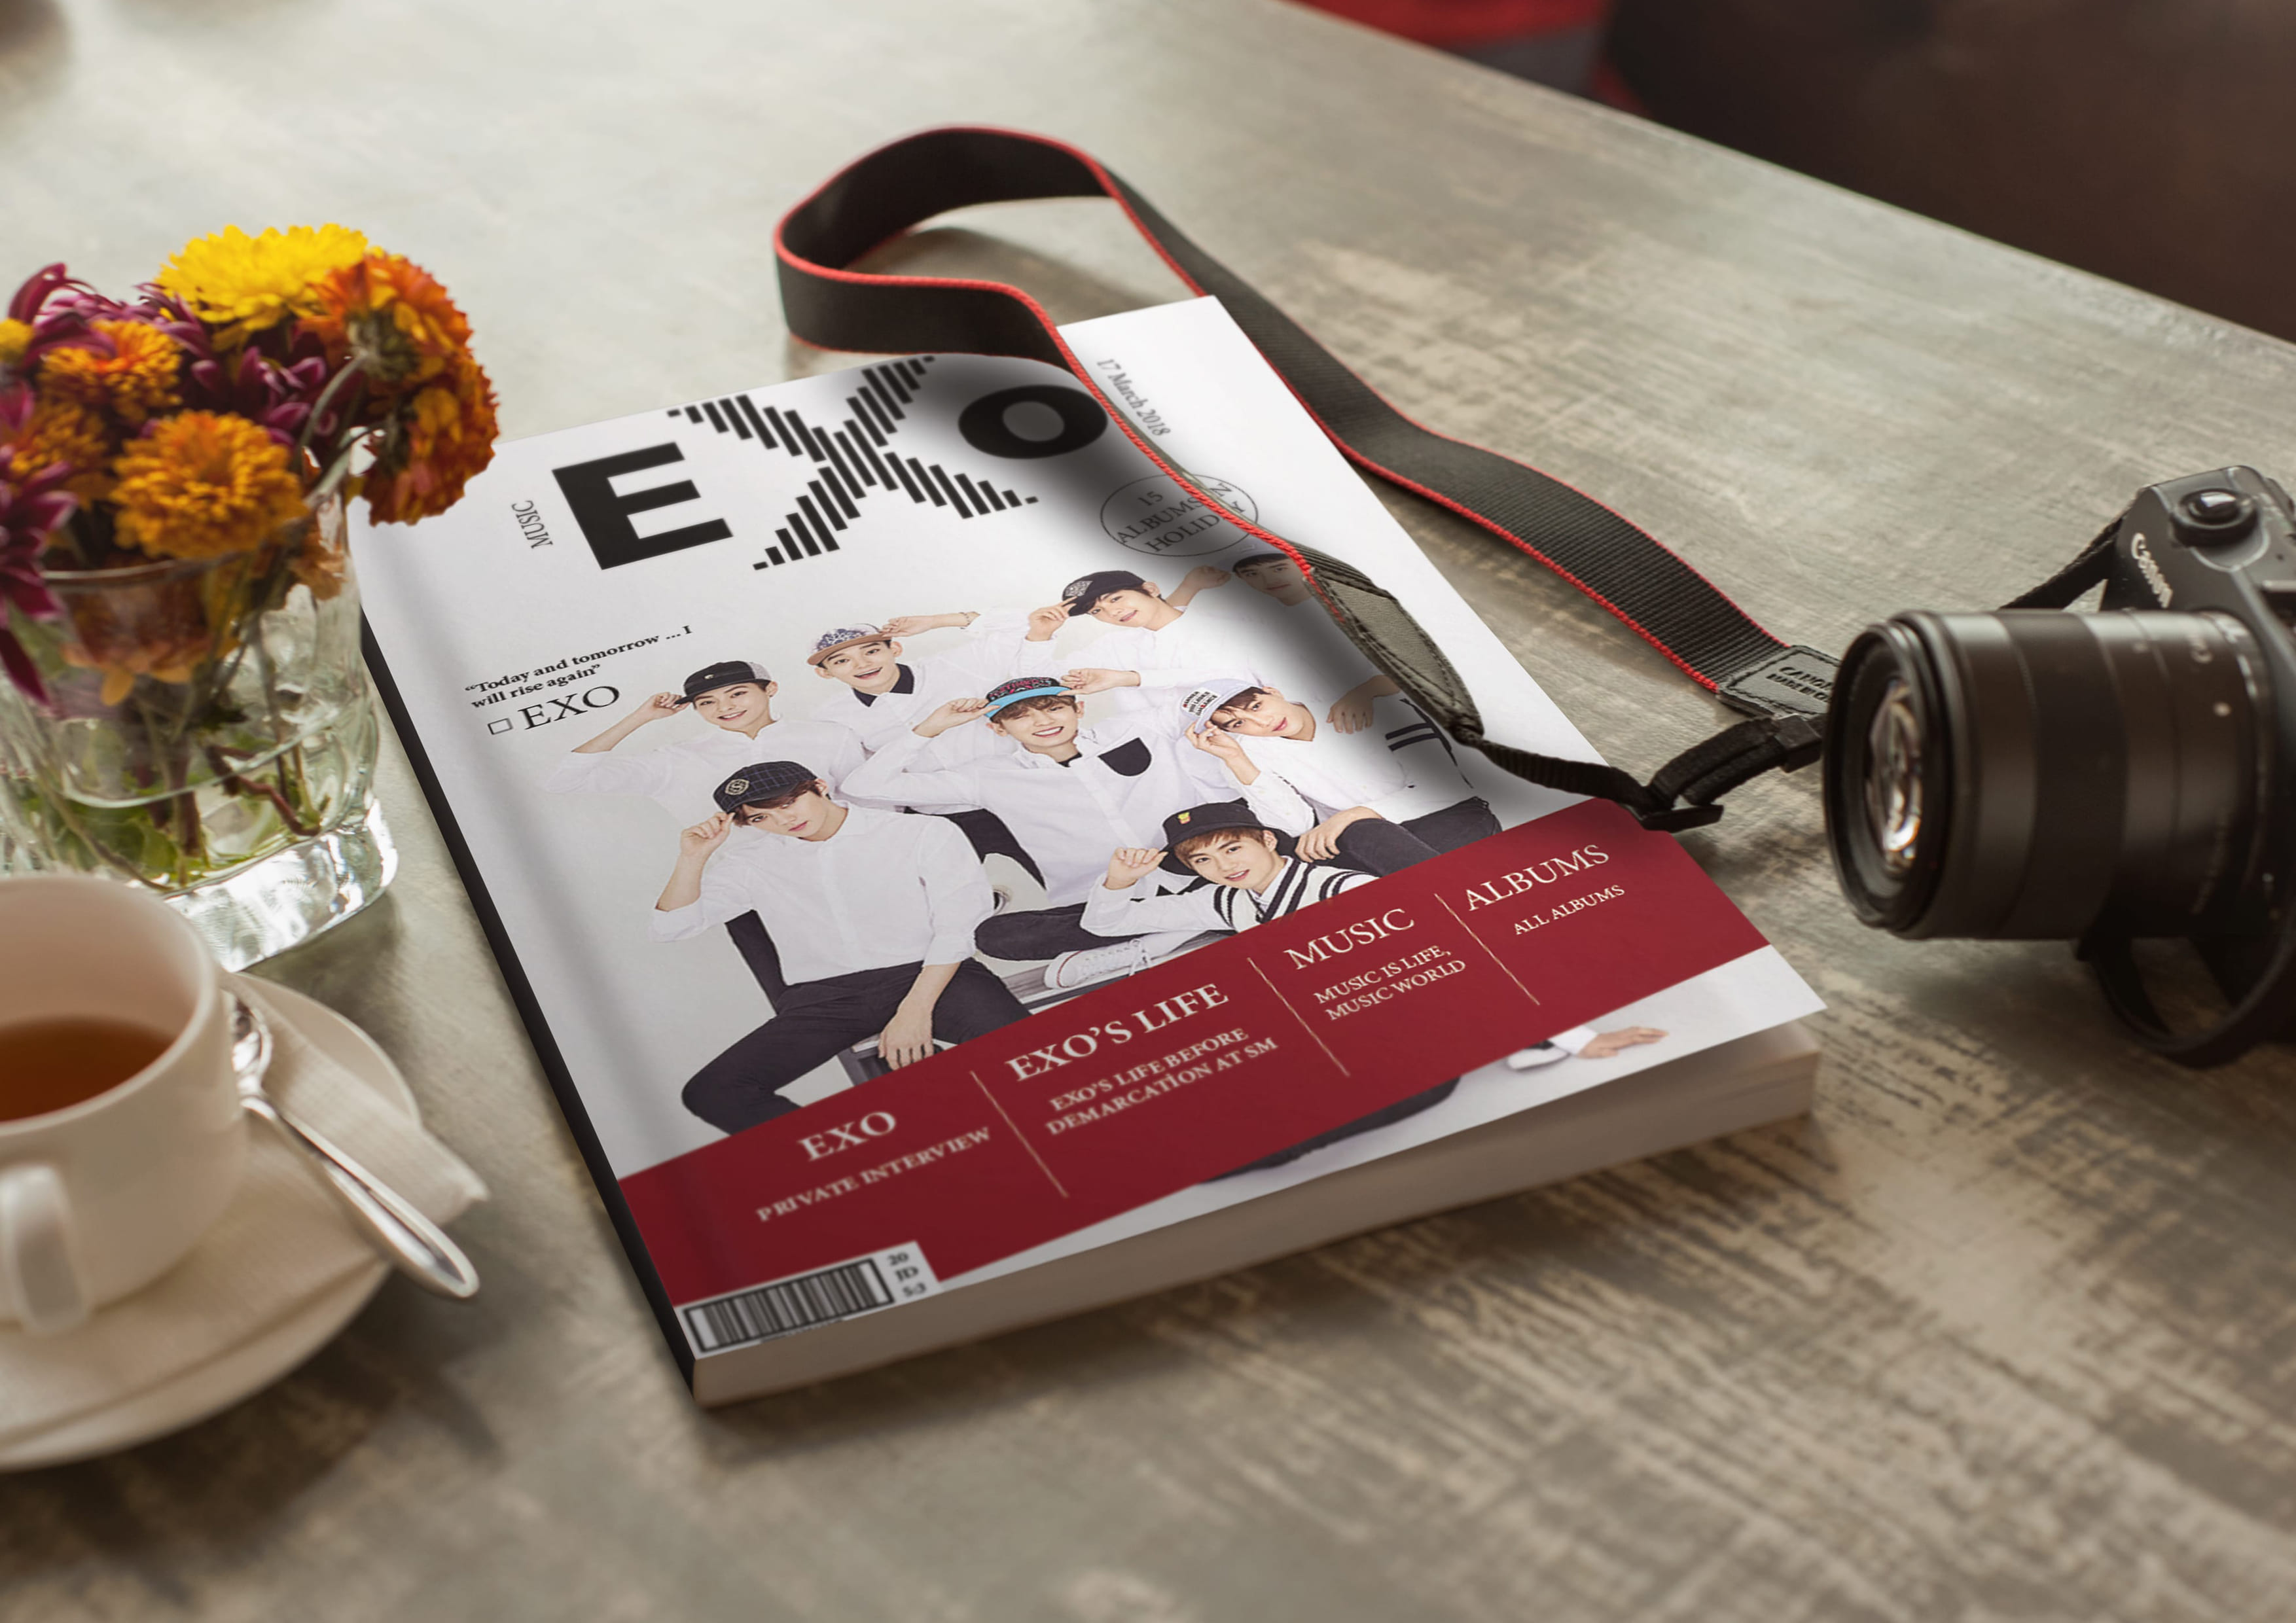 EXO
MUSIC
17 March 2018
15
ALBUMS
HOLID
"Today and tomorrow ... I
will rise again"
EXO
EXO
PRIVATE INTERVIEW
EXO'S LIFE
EXO'S LIFE BEFORE
DEMARCATİON AT SM
MUSIC
MUSIC IS LIFE,
MUSIC WORLD
ALBUMS
ALL ALBUMS
20
JD
5.3
Canon